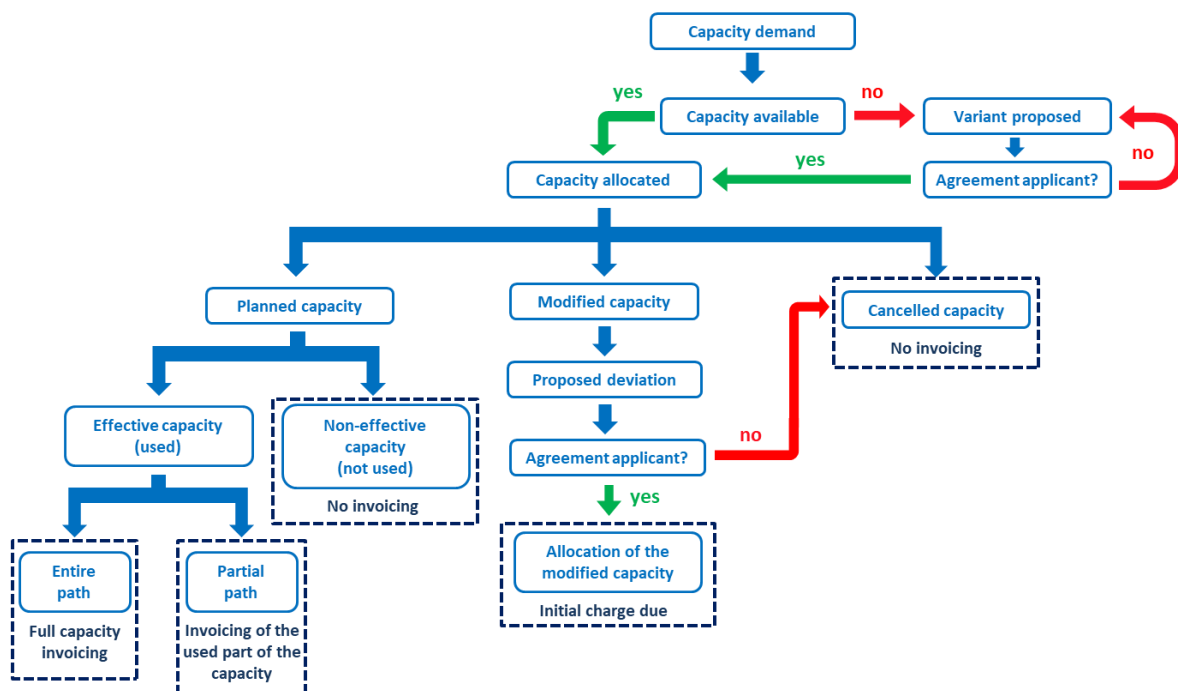 Capacity demand
yes
no
Capacity available
Variant proposed
yes
no
Capacity allocated
Agreement applicant?
Planned capacity
Modified capacity
Cancelled capacity
No invoicing
Proposed deviation
Effective capacity
(used)
Non-effective
capacity
(not used)
No invoicing
no
Agreement applicant?
yes
Entire
path
Full capacity
invoicing
Partial
path
Invoicing of the
used part of the
capacity
Allocation of the
modified capacity
Initial charge due